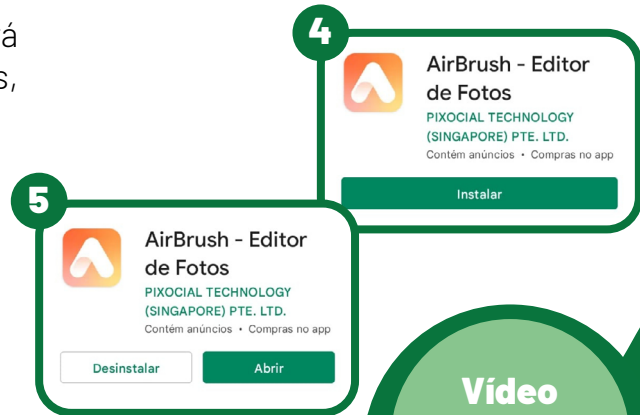 á
s,
4
AirBrush - Editor
de Fotos
PIXOCIAL TECHNOLOGY
(SINGAPORE) PTE. LTD.
Contém anúncios • Compras no app
Instalar
5
AirBrush - Editor
de Fotos
PIXOCIAL TECHNOLOGY
(SINGAPORE) PTE. LTD.
Contém anúncios • Compras no app
Desinstalar
Abrir
Vídeo